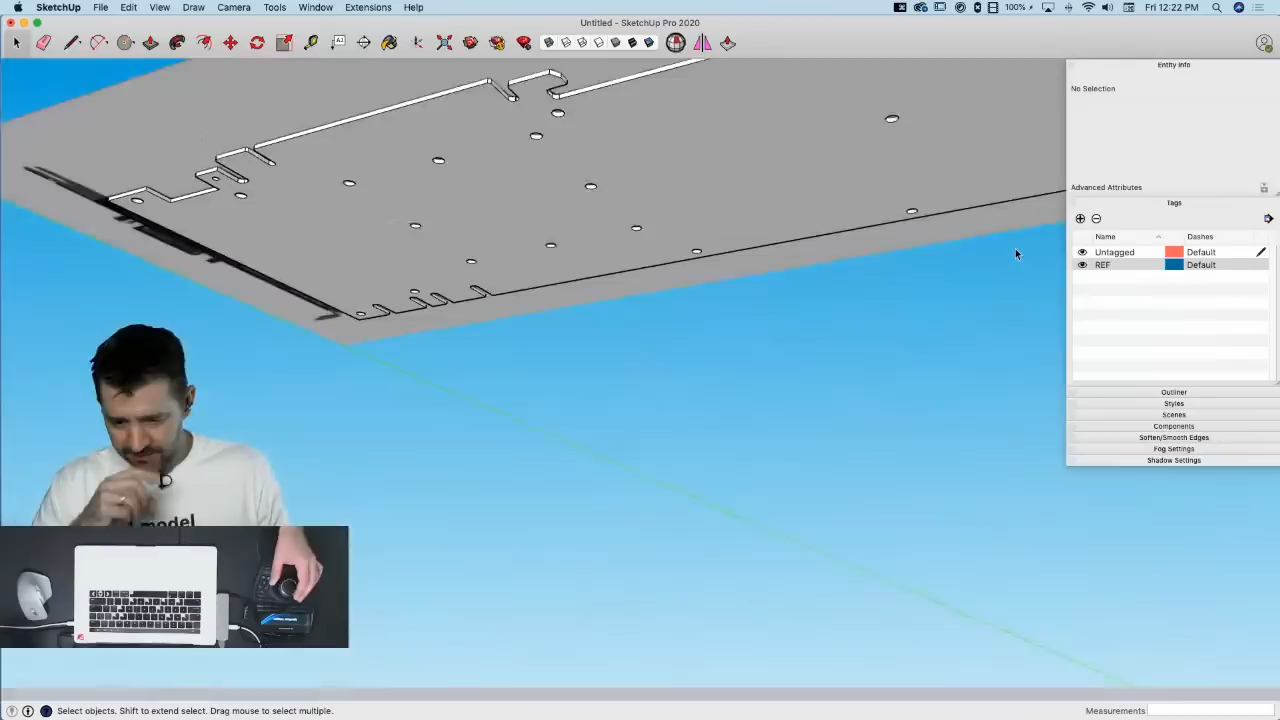 SketchUp File Edit View Draw Camera Tools Window Extensions Help 100% Fri 12:22 PM
Untitled - SketchUp Pro 2020
Entity Info
No Selection
Advanced Attributes
Tags
Name Dashes
Untagged Default
REF Default
Outliner
Styles
Scenes
Components
Soften/Smooth Edges
Fog Settings
Shadow Settings
model
Select objects. Shift to extend select. Drag mouse to select multiple.
Measurements